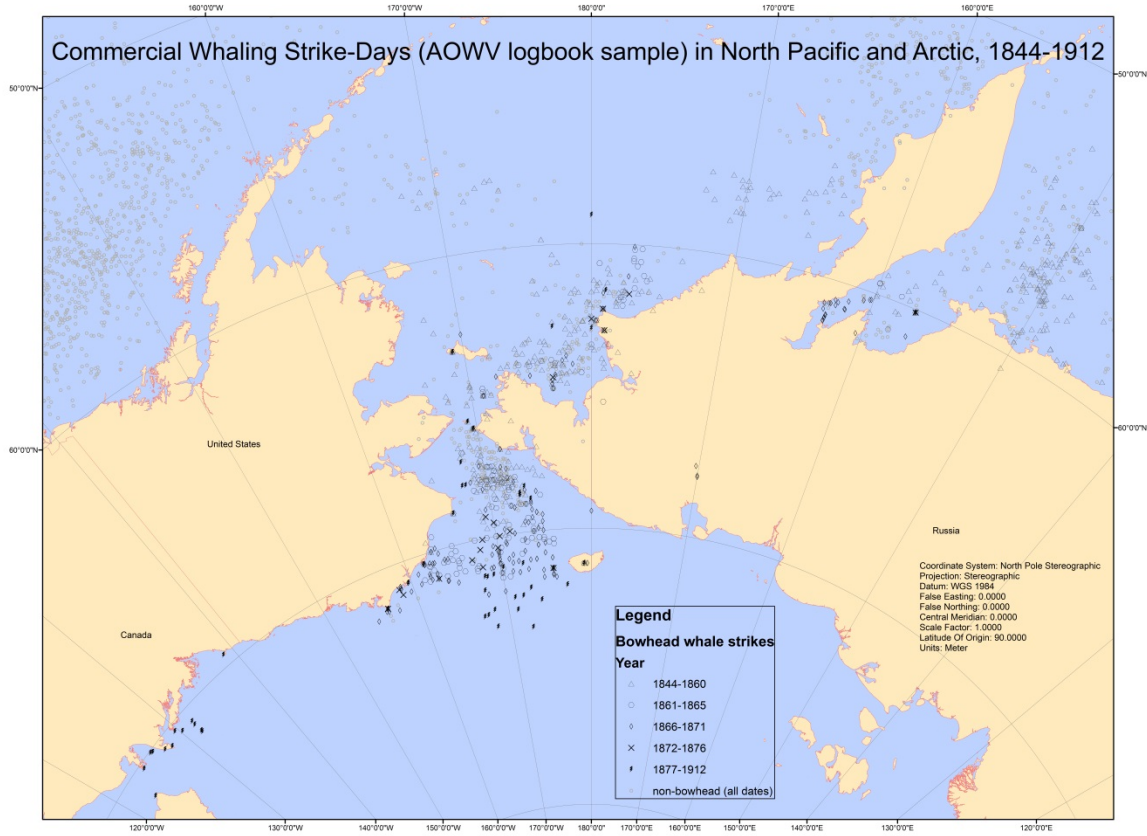 160°0'0"W 170°0'0"W 180°0'0" 170°0'0"E 160°0'0"E
Commercial Whaling Strike-Days (AOWV logbook sample) in North Pacific and Arctic, 1844-1912
50°0'0"N 50°0'0"N
60°0'0"N 60°0'0"N
United States
Russia
Canada
Coordinate System: North Pole Stereographic
Projection: Stereographic
Datum: WGS 1984
False Easting: 0.0000
False Northing: 0.0000
Central Meridian: 0.0000
Scale Factor: 1.0000
Latitude Of Origin: 90.0000
Units: Meter
Legend
Bowhead whale strikes
Year
1844-1860
1861-1865
1866-1871
1872-1876
1877-1912
non-bowhead (all dates)
120°0'0"W 130°0'0"W 140°0'0"W 150°0'0"W 160°0'0"W 170°0'0"W 180°0'0" 170°0'0"E 160°0'0"E 150°0'0"E 140°0'0"E 130°0'0"E 120°0'0"E